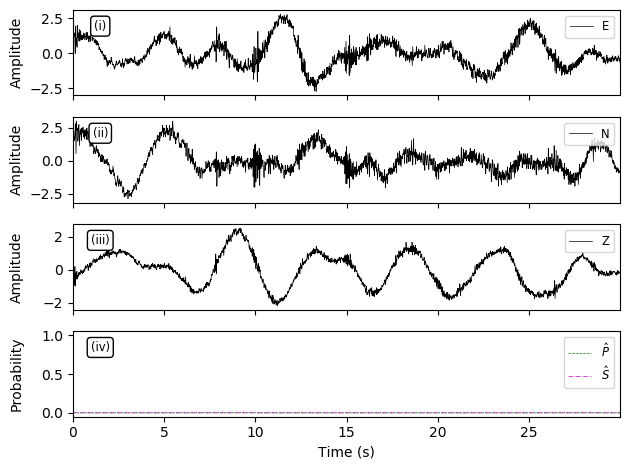 (i)
E
2.5
0.0
−2.5
Amplitude
(ii)
N
2.5
0.0
−2.5
Amplitude
(iii)
Z
2
0
−2
Amplitude
(iv)
P̂
Ŝ
1.0
0.5
0.0
Probability
0 5 10 15 20 25
Time (s)